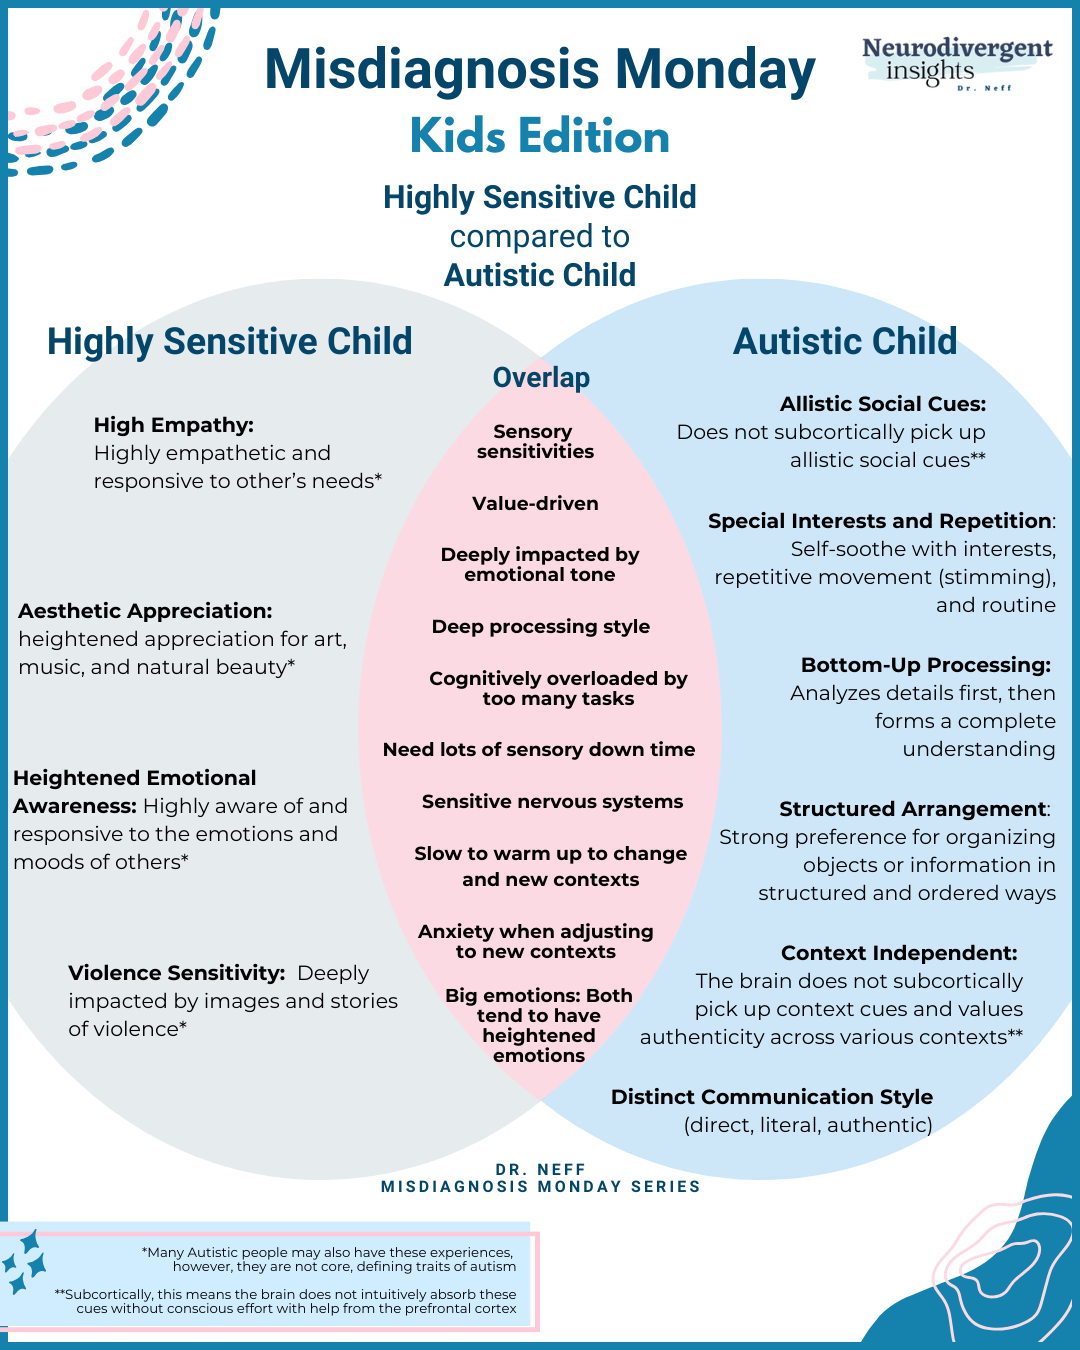 Misdiagnosis Monday
Kids Edition
Neurodivergent
insights
Dr. Neff
Highly Sensitive Child
compared to
Autistic Child
Highly Sensitive Child
High Empathy:
Highly empathetic and
responsive to other's needs*
Aesthetic Appreciation:
heightened appreciation for art,
music, and natural beauty*
Heightened Emotional
Awareness: Highly aware of and
responsive to the emotions and
moods of others*
Violence Sensitivity: Deeply
impacted by images and stories
of violence*
Overlap
Sensory
sensitivities
Value-driven
Deeply impacted by
emotional tone
Deep processing style
Cognitively overloaded by
too many tasks
Need lots of sensory down time
Sensitive nervous systems
Slow to warm up to change
and new contexts
Anxiety when adjusting
to new contexts
Big emotions: Both
tend to have
heightened
emotions
Autistic Child
Allistic Social Cues:
Does not subcortically pick up
allistic social cues**
Special Interests and Repetition:
Self-soothe with interests,
repetitive movement (stimming),
and routine
Bottom-Up Processing:
Analyzes details first, then
forms a complete
understanding
Structured Arrangement:
Strong preference for organizing
objects or information in
structured and ordered ways
Context Independent:
The brain does not subcortically
pick up context cues and values
authenticity across various contexts**
Distinct Communication Style
(direct, literal, authentic)
DR. NEFF
MISDIAGNOSIS MONDAY SERIES
*Many Autistic people may also have these experiences,
however, they are not core, defining traits of autism
**Subcortically, this means the brain does not intuitively absorb these
cues without conscious effort with help from the prefrontal cortex